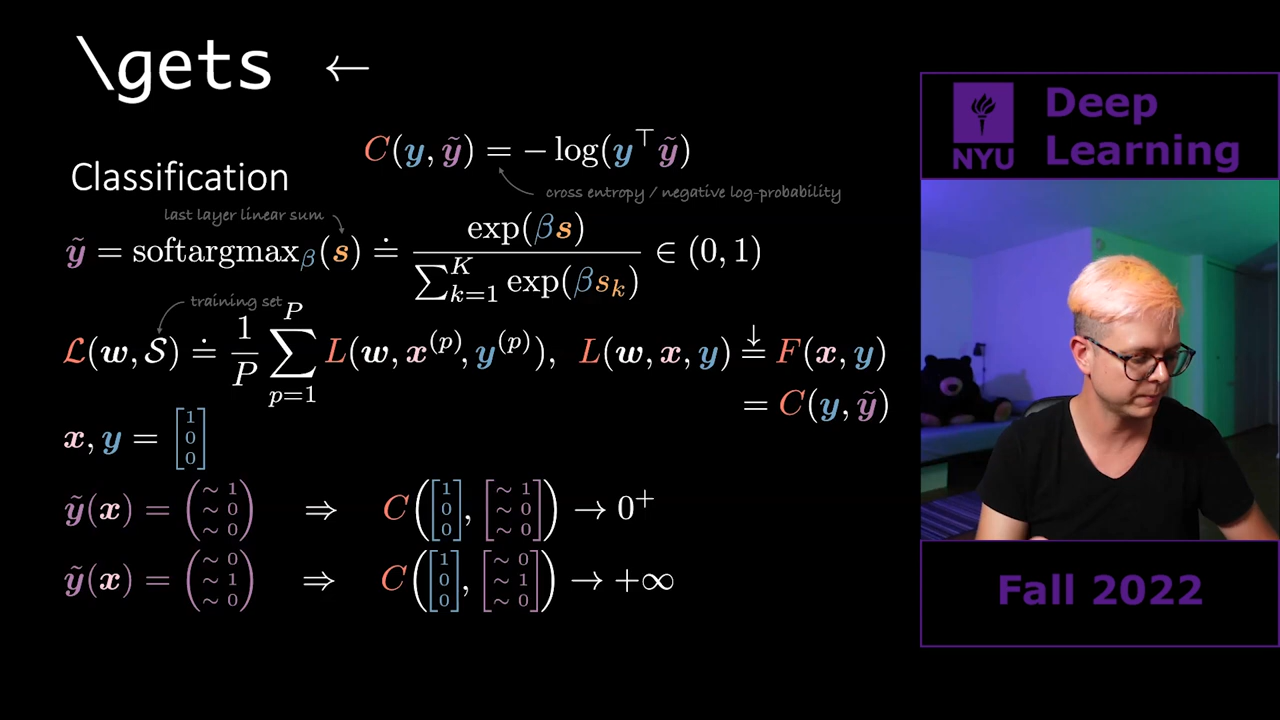 \gets ←
C(y, ỹ) = − log(y⊤ỹ)
Classification
cross entropy / negative log-probability
last layer linear sum
ỹ = softargmax_β(s) ≐ exp(βs) / ∑_{k=1}^{K} exp(βs_k) ∈ (0, 1)
training set
ℒ(w, 𝒮) ≐ 1/P ∑_{p=1}^{P} L(w, x^{(p)}, y^{(p)}), L(w, x, y) =^{↓} F(x, y)
= C(y, ỹ)
x, y = [1 0 0]
ỹ(x) = (∼ 1 ∼ 0 ∼ 0) ⇒ C([1 0 0], [∼ 1 ∼ 0 ∼ 0]) → 0⁺
ỹ(x) = (∼ 0 ∼ 1 ∼ 0) ⇒ C([1 0 0], [∼ 0 ∼ 1 ∼ 0]) → +∞
NYU
Deep
Learning
Fall 2022